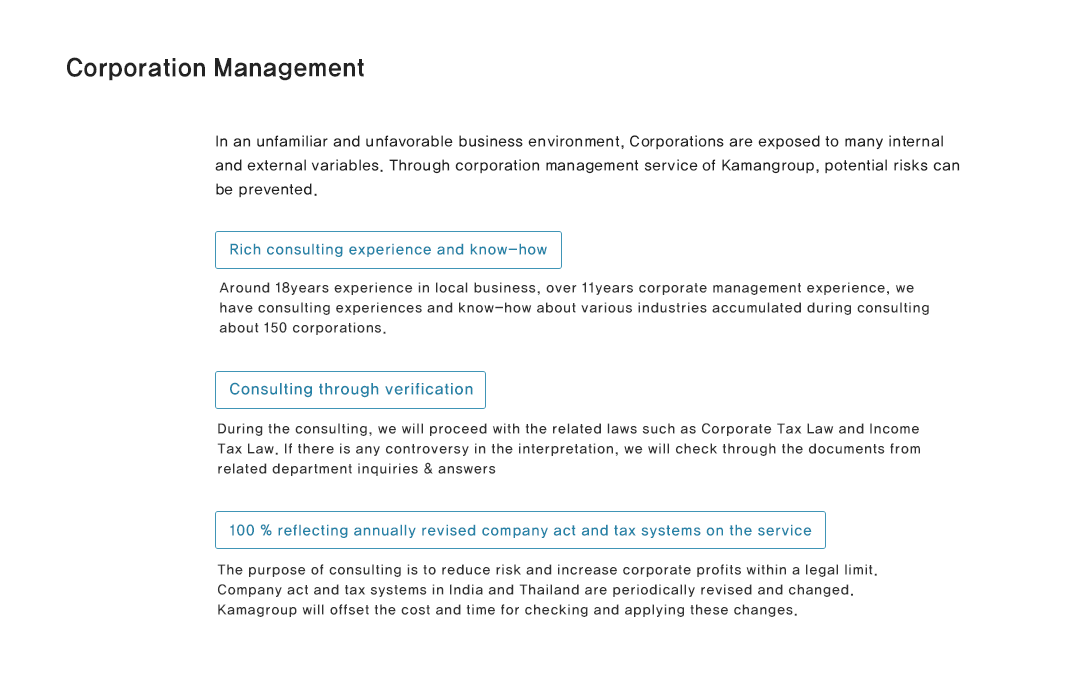 Corporation Management
In an unfamiliar and unfavorable business environment, Corporations are exposed to many internal
and external variables. Through corporation management service of Kamangroup, potential risks can
be prevented.
Rich consulting experience and know-how
Around 18years experience in local business, over 11years corporate management experience, we
have consulting experiences and know-how about various industries accumulated during consulting
about 150 corporations.
Consulting through verification
During the consulting, we will proceed with the related laws such as Corporate Tax Law and Income
Tax Law. If there is any controversy in the interpretation, we will check through the documents from
related department inquiries & answers
100 % reflecting annually revised company act and tax systems on the service
The purpose of consulting is to reduce risk and increase corporate profits within a legal limit.
Company act and tax systems in India and Thailand are periodically revised and changed.
Kamagroup will offset the cost and time for checking and applying these changes.